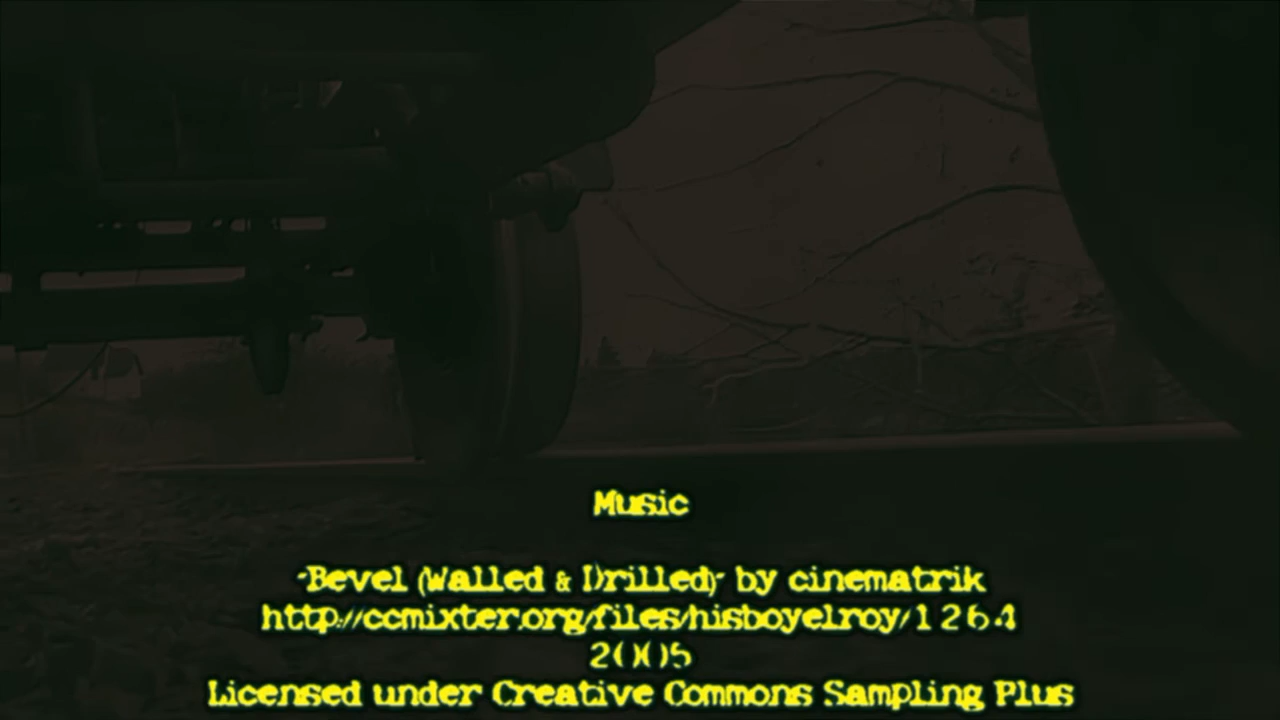 Music
"Bevel (Walled & Drilled)" by cinematrik
http://ccmixter.org/files/hisboyelroy/1264
2005
Licensed under Creative Commons Sampling Plus